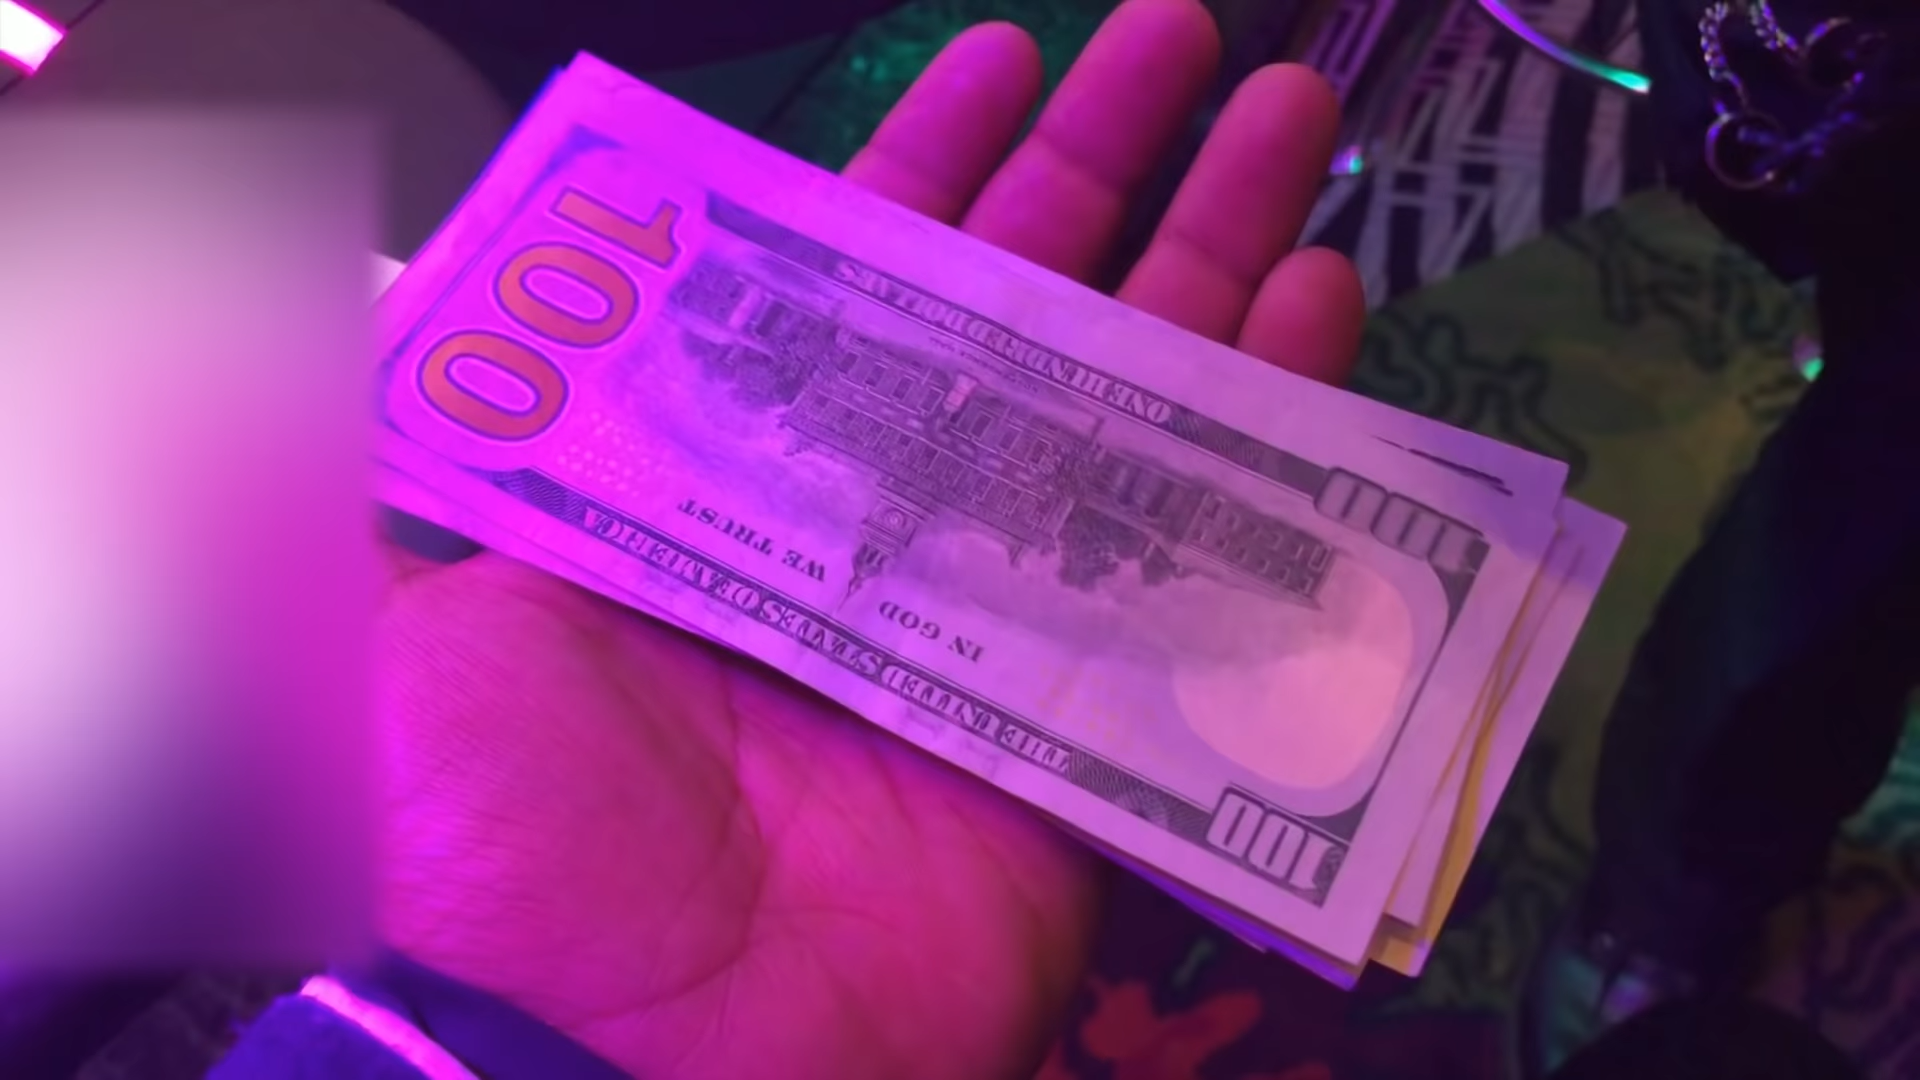 THE UNITED STATES OF AMERICA
100
IN GOD
WE TRUST
100
100
ONE HUNDRED DOLLARS